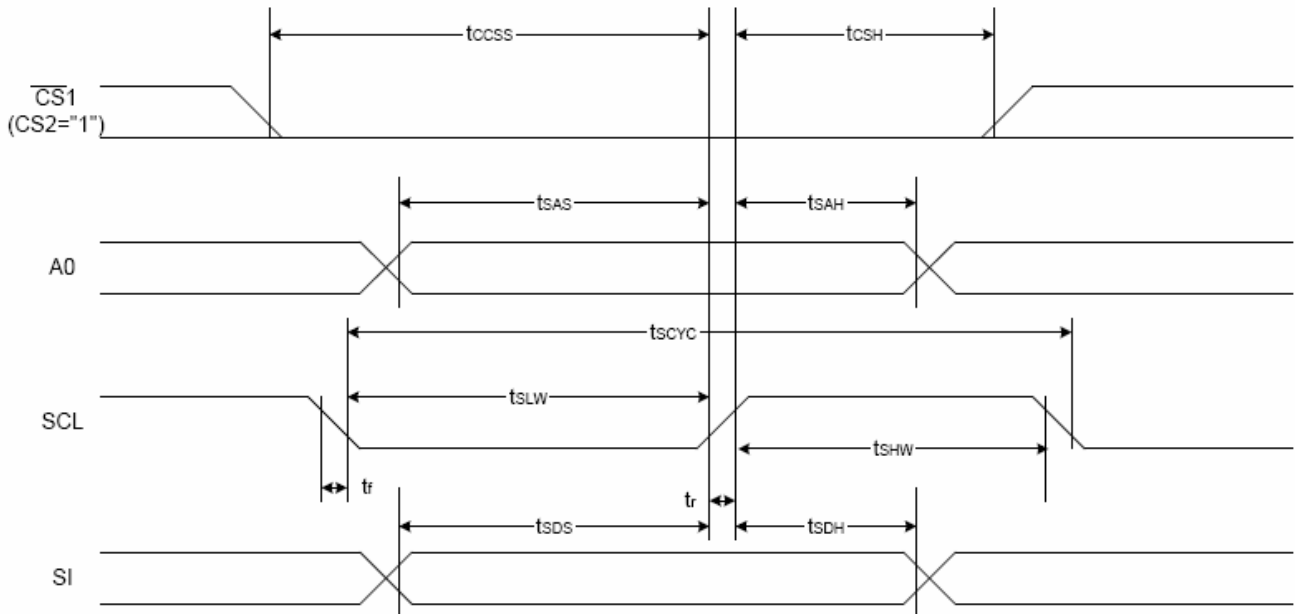 tCCSS
tCSH
CS1
(CS2="1")
tSAS
tSAH
A0
tSCYC
tSLW
SCL
tSHW
tf
tr
tSDS
tSDH
SI